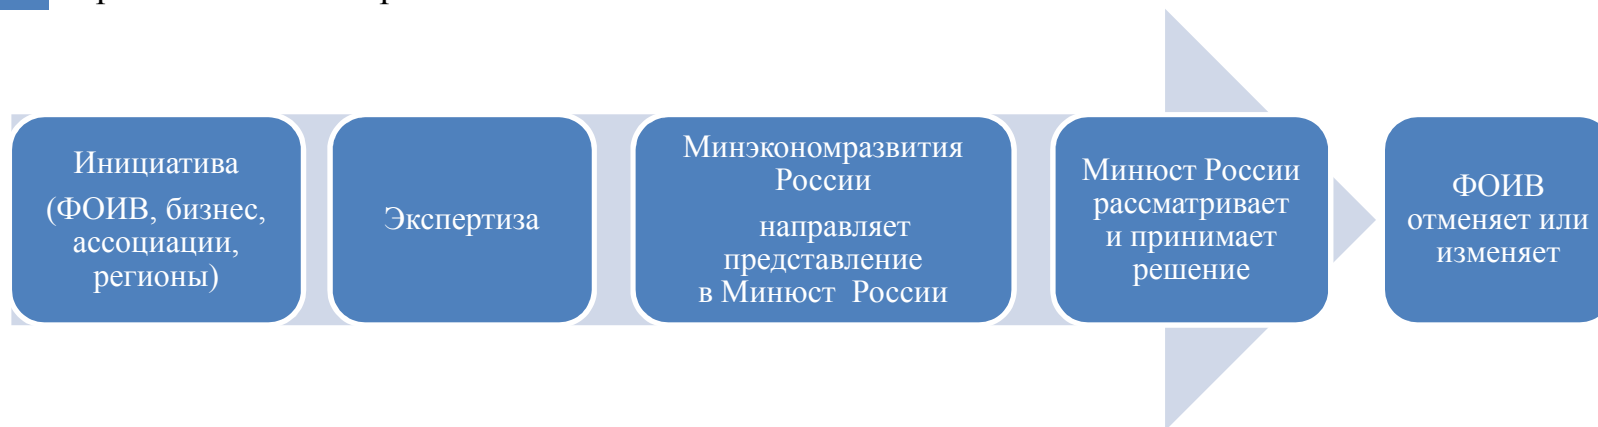 Инициатива
(ФОИВ, бизнес,
ассоциации,
регионы)
Экспертиза
Минэкономразвития
России
направляет
представление
в Минюст России
Минюст России
рассматривает
и принимает
решение
ФОИВ
отменяет или
изменяет